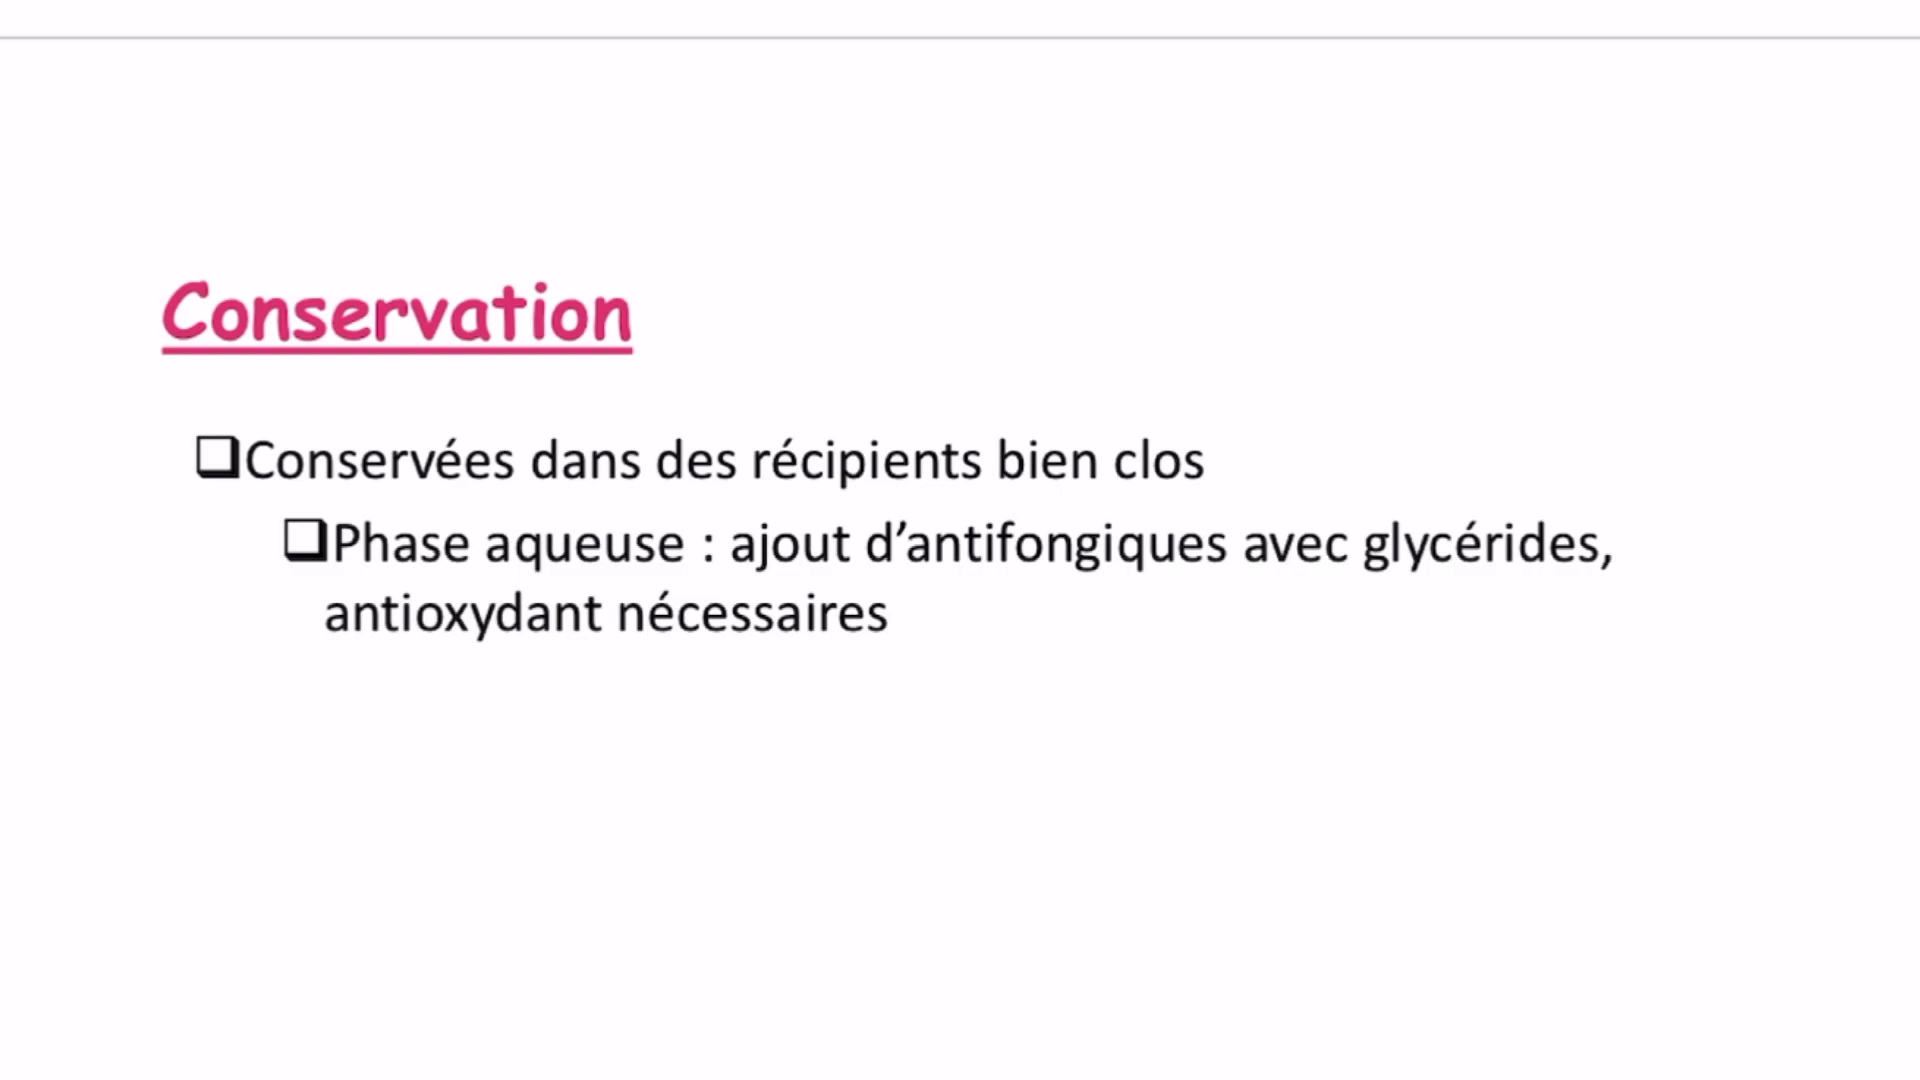 Conservation
❑Conservées dans des récipients bien clos
❑Phase aqueuse : ajout d’antifongiques avec glycérides,
antioxydant nécessaires